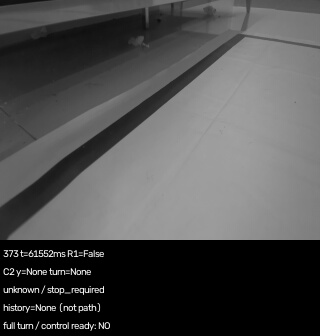 373 t=61552ms R1=False
C2 y=None turn=None
unknown / stop_required
history=None (not path)
full turn / control ready: NO